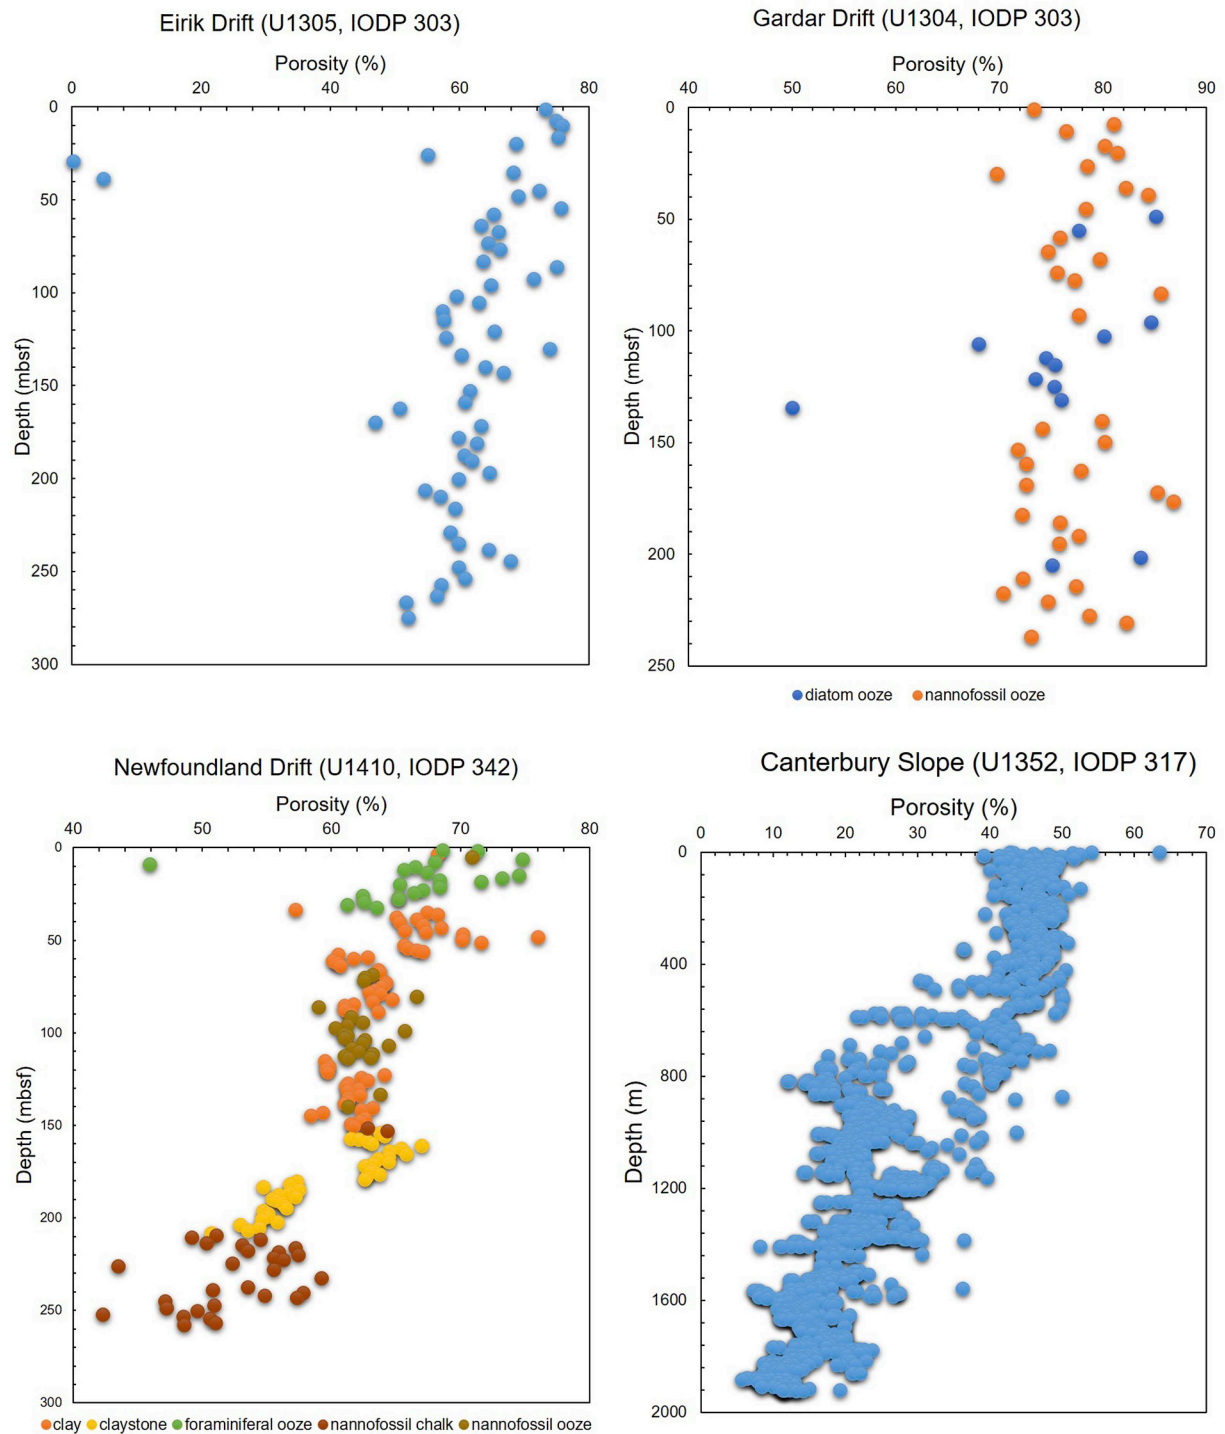 Eirik Drift (U1305, IODP 303)
Porosity (%)
0 20 40 60 80
0
50
100
150
200
250
300
Depth (mbsf)
Gardar Drift (U1304, IODP 303)
Porosity (%)
40 50 60 70 80 90
0
50
100
150
200
250
Depth (mbsf)
diatom ooze nannofossil ooze
Newfoundland Drift (U1410, IODP 342)
Porosity (%)
40 50 60 70 80
0
50
100
150
200
250
300
Depth (mbsf)
clay claystone foraminiferal ooze nannofossil chalk nannofossil ooze
Canterbury Slope (U1352, IODP 317)
Porosity (%)
0 10 20 30 40 50 60 70
0
400
800
1200
1600
2000
Depth (m)